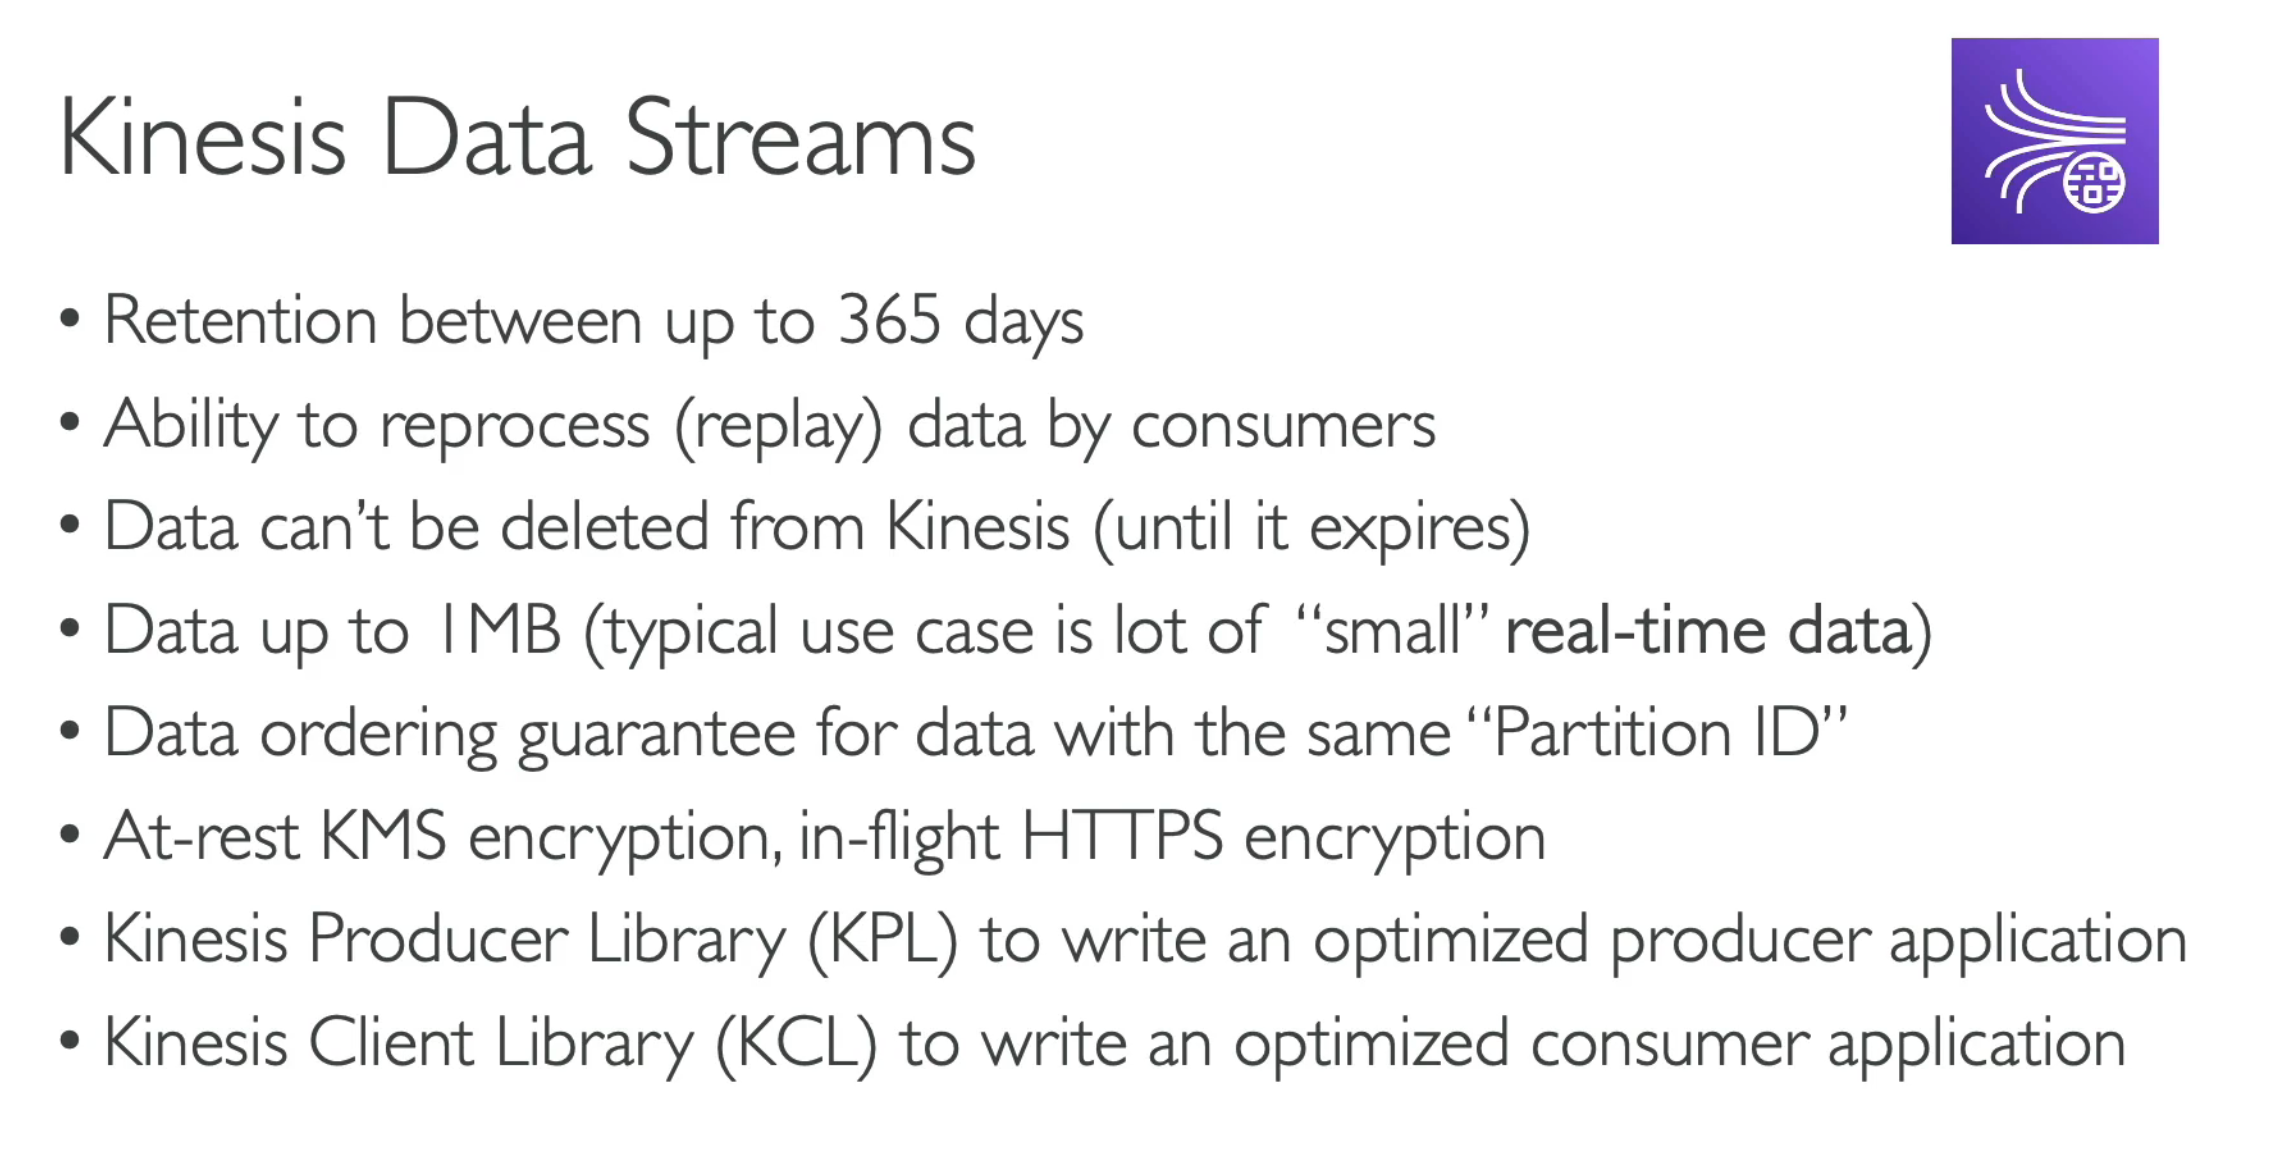 Kinesis Data Streams
• Retention between up to 365 days
• Ability to reprocess (replay) data by consumers
• Data can’t be deleted from Kinesis (until it expires)
• Data up to 1MB (typical use case is lot of “small” real-time data)
• Data ordering guarantee for data with the same “Partition ID”
• At-rest KMS encryption, in-flight HTTPS encryption
• Kinesis Producer Library (KPL) to write an optimized producer application
• Kinesis Client Library (KCL) to write an optimized consumer application